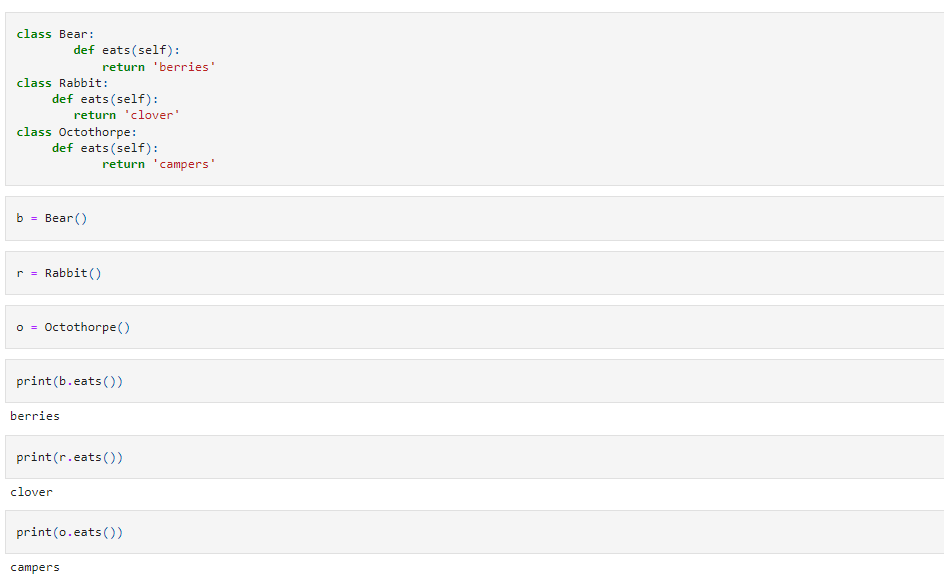 class Bear:
        def eats(self):
            return 'berries'
class Rabbit:
     def eats(self):
        return 'clover'
class Octothorpe:
     def eats(self):
            return 'campers'
b = Bear()
r = Rabbit()
o = Octothorpe()
print(b.eats())
berries
print(r.eats())
clover
print(o.eats())
campers